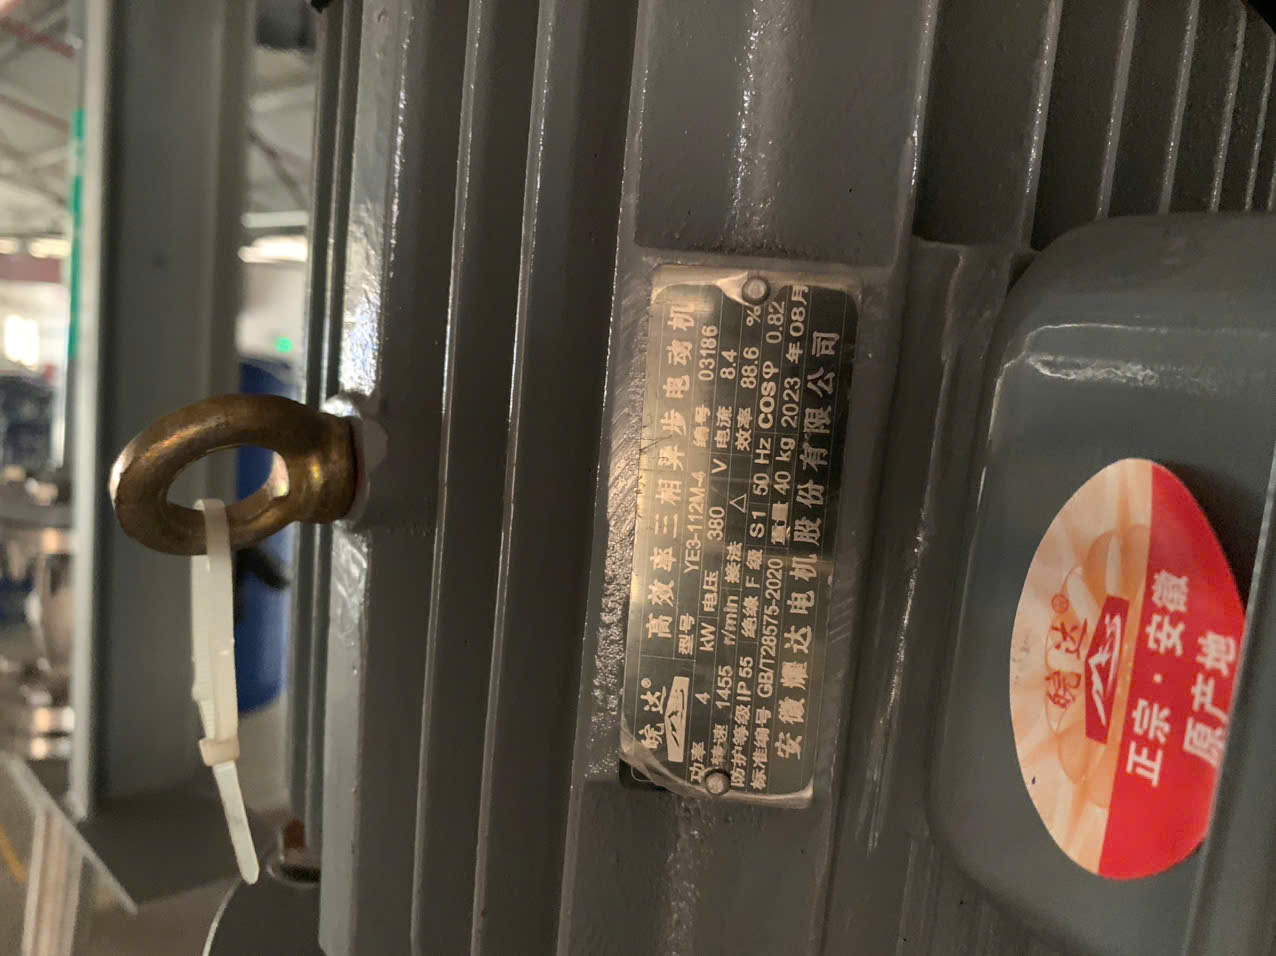 皖达® 高效率三相异步电动机
型号 YE3-112M-4 编号 03186
功率 4 kW 电压 380 V 电流 8.4
转速 1455 r/min 接法 △ 效率 88.6 %
防护等级 IP 55 绝缘 F 级 S1 50 Hz COSφ 0.82
标准编号 GB/T28575-2020 重量 40 kg 2023 年 08月
安徽耀达电机股份有限公司
皖达®
正宗·安徽
原产地